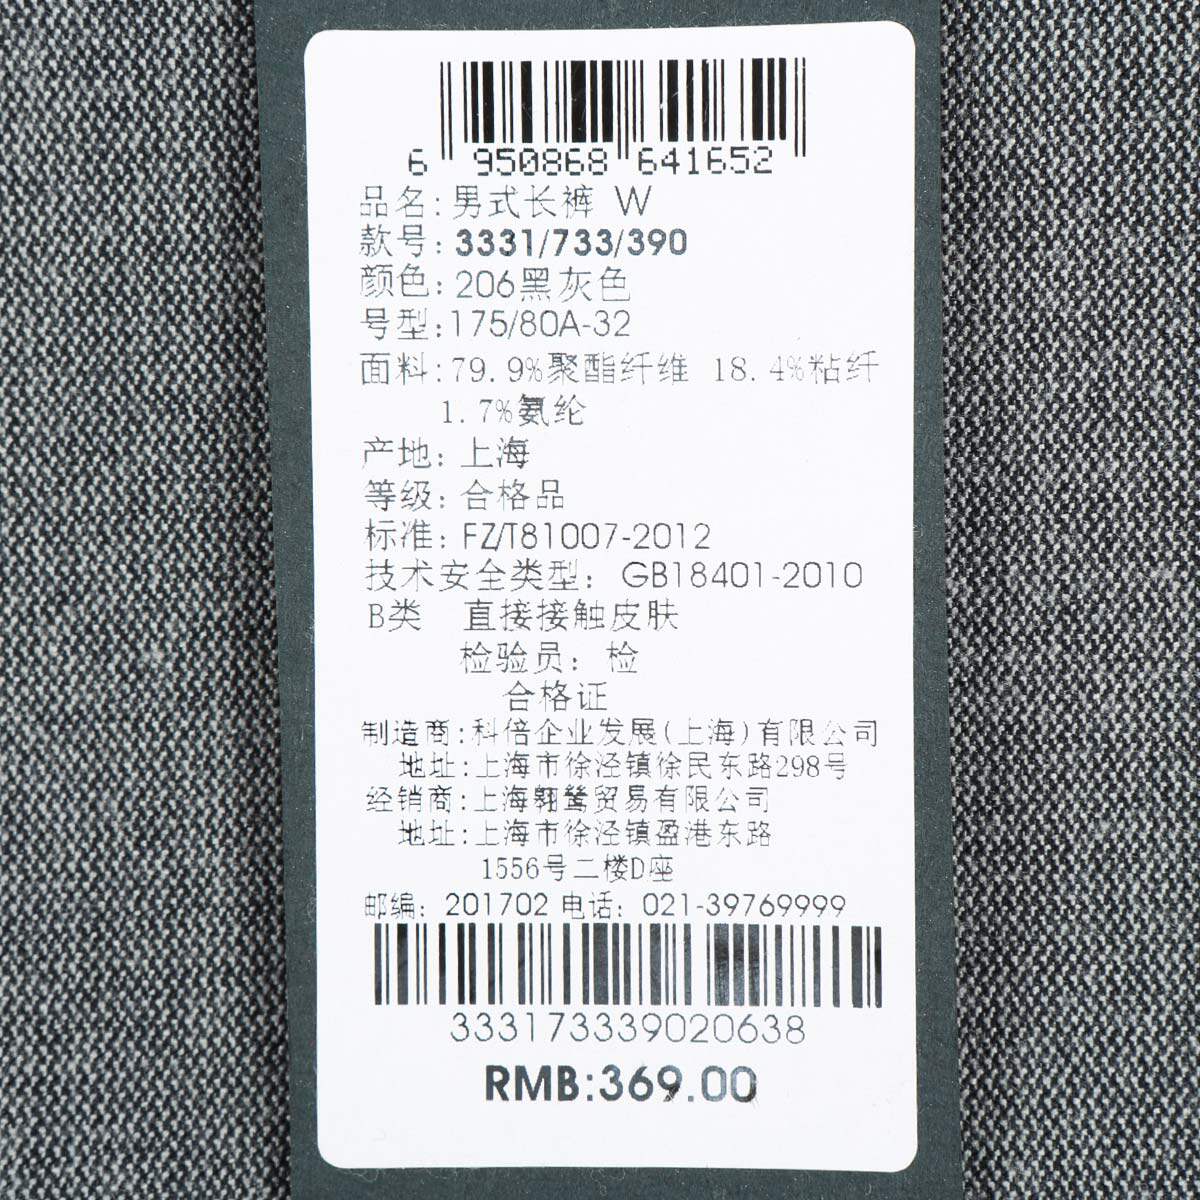 6 950868 641652
品名:男式长裤 W
款号: 3331/733/390
颜色: 206黑灰色
号型:175/80A-32
面料:79.9%聚酯纤维 18.4%粘纤
1.7%氨纶
产地: 上海
等级: 合格品
标准: FZ/T81007-2012
技术安全类型: GB18401-2010
B类 直接接触皮肤
检验员: 检
合格证
制造商:科倍企业发展(上海)有限公司
地址:上海市徐泾镇徐民东路298号
经销商:上海翱鸶贸易有限公司
地址:上海市徐泾镇盈港东路
1556号二楼D座
邮编: 201702 电话: 021-39769999
333173339020638
RMB:369.00